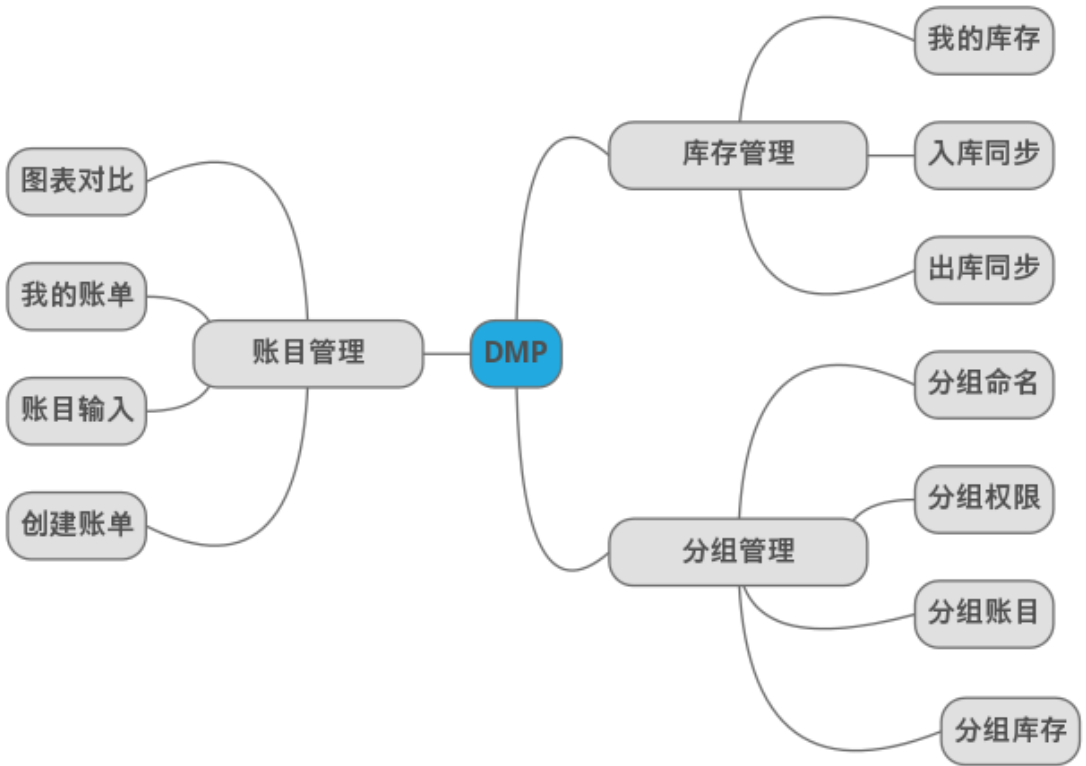 DMP
账目管理
图表对比
我的账单
账目输入
创建账单
库存管理
我的库存
入库同步
出库同步
分组管理
分组命名
分组权限
分组账目
分组库存